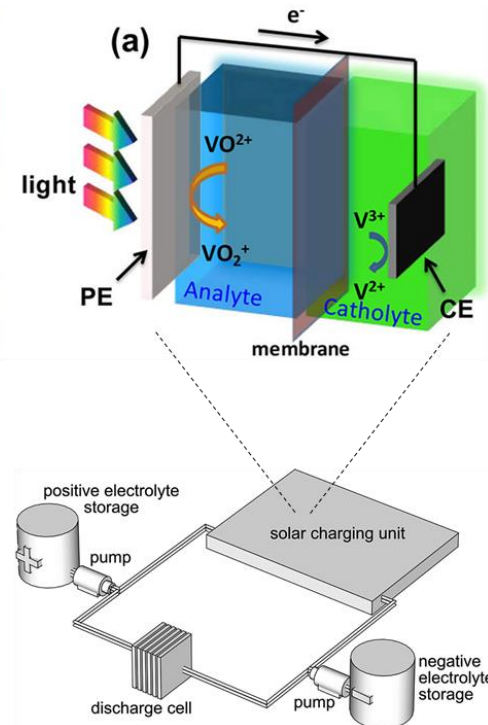 (a)
e-
light
VO2+
VO2+
PE
Analyte
membrane
V3+
V2+
Catholyte
CE
positive electrolyte
storage
pump
solar charging unit
discharge cell
pump
negative
electrolyte
storage